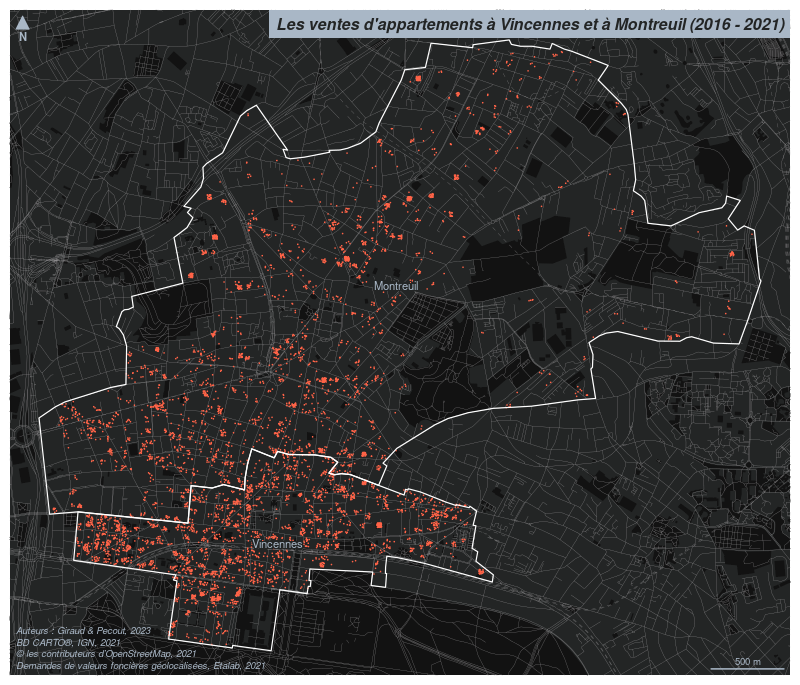 Les ventes d'appartements à Vincennes et à Montreuil (2016 - 2021)
N
Montreuil
Vincennes
Auteurs : Giraud & Pecout, 2023
BD CARTO®, IGN, 2021
© les contributeurs d'OpenStreetMap, 2021
Demandes de valeurs foncières géolocalisées, Etalab, 2021
500 m